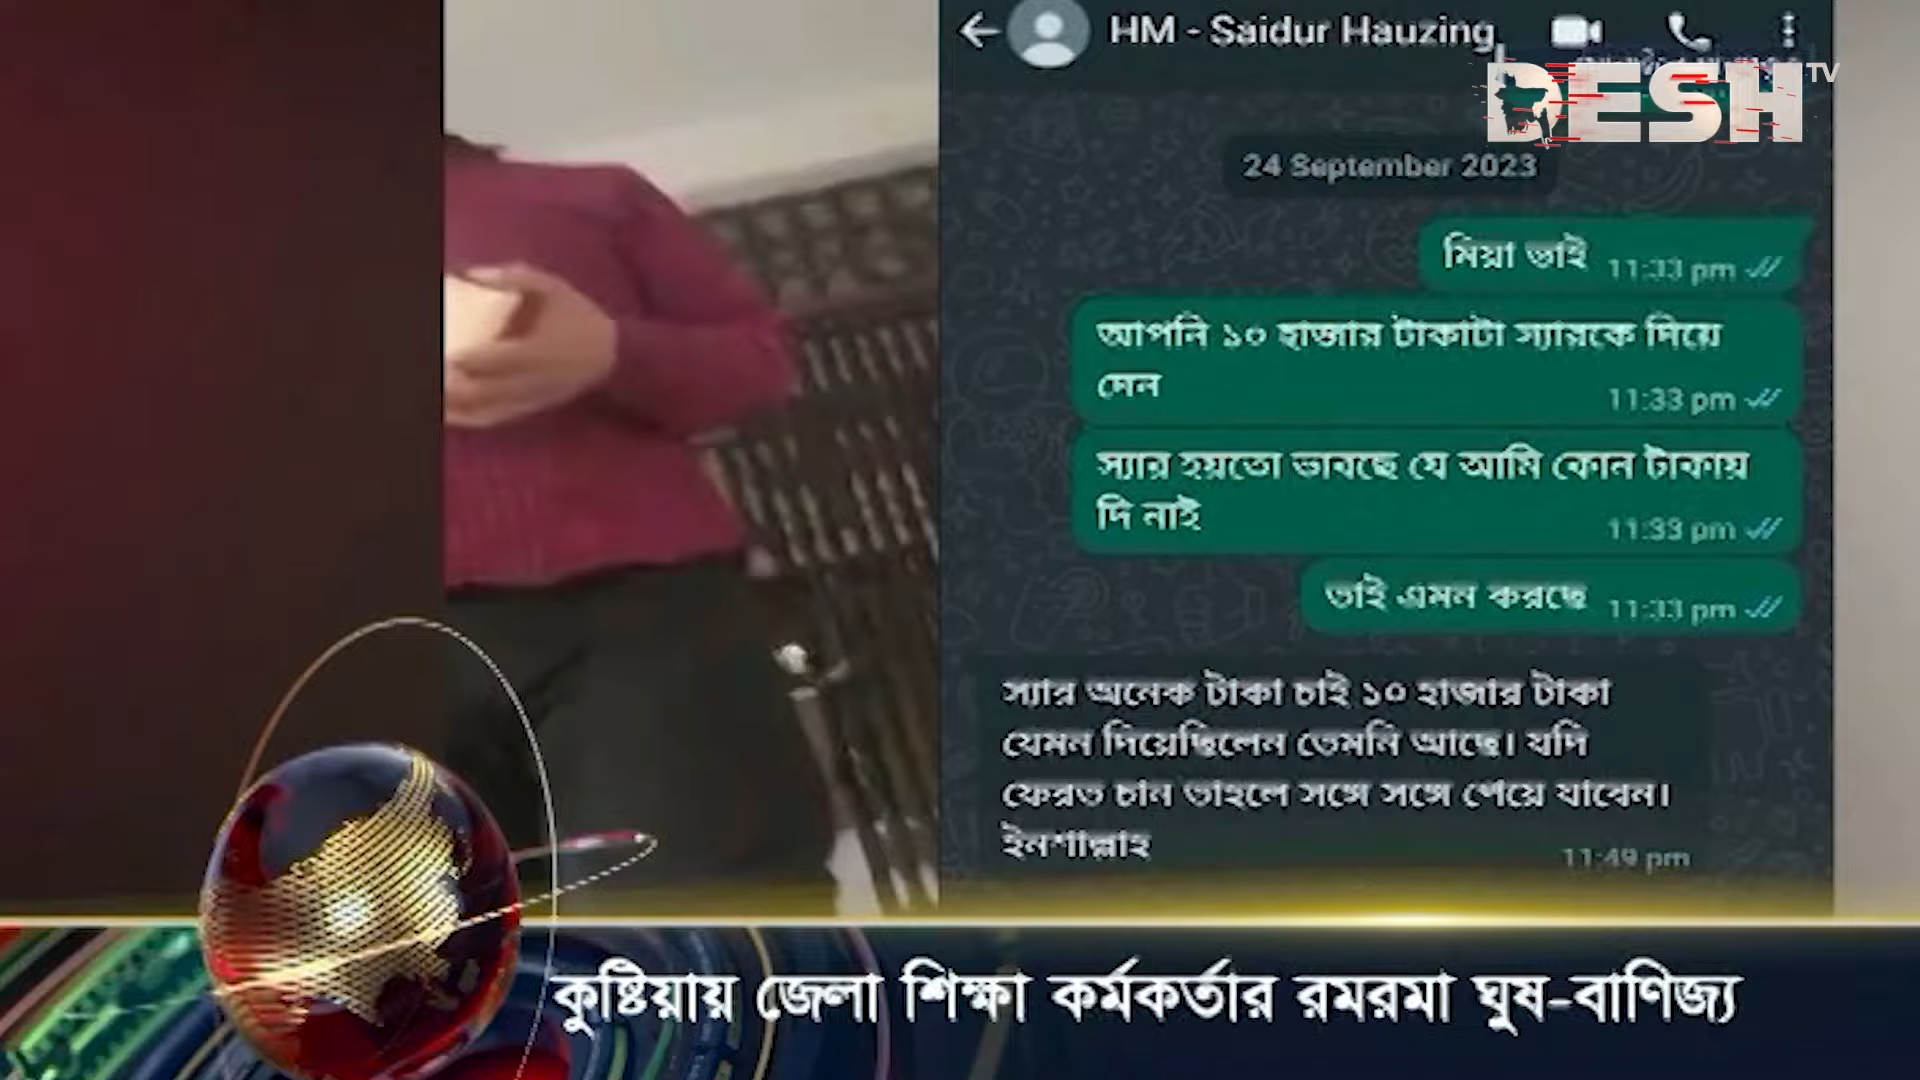 HM - Saidur Hauzing
DESH TV
24 September 2023
মিয়া ভাই
11:33 pm
আপনি ১০ হাজার টাকাটা স্যারকে দিয়ে
দেন
11:33 pm
স্যার হয়তো ভাবছে যে আমি কোন টাকায়
দি নাই
11:33 pm
ভাই এমন করছে
11:33 pm
স্যার অনেক টাকা চাই ১০ হাজার টাকা
যেমন দিয়েছিলেন তেমনি আছে। যদি
ফেরত চান তাহলে সঙ্গে সঙ্গে পেয়ে যাবেন।
ইনশাল্লাহ
11:49 pm
কুষ্টিয়ায় জেলা শিক্ষা কর্মকর্তার রমরমা ঘুষ-বাণিজ্য